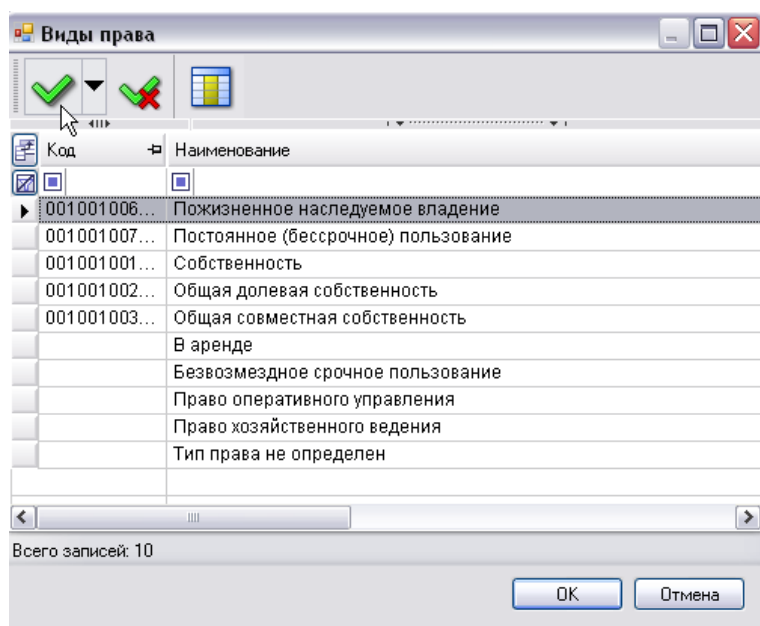 Виды права
Код Наименование
001001006... Пожизненное наследуемое владение
001001007... Постоянное (бессрочное) пользование
001001001... Собственность
001001002... Общая долевая собственность
001001003... Общая совместная собственность
В аренде
Безвозмездное срочное пользование
Право оперативного управления
Право хозяйственного ведения
Тип права не определен
Всего записей: 10
OK Отмена